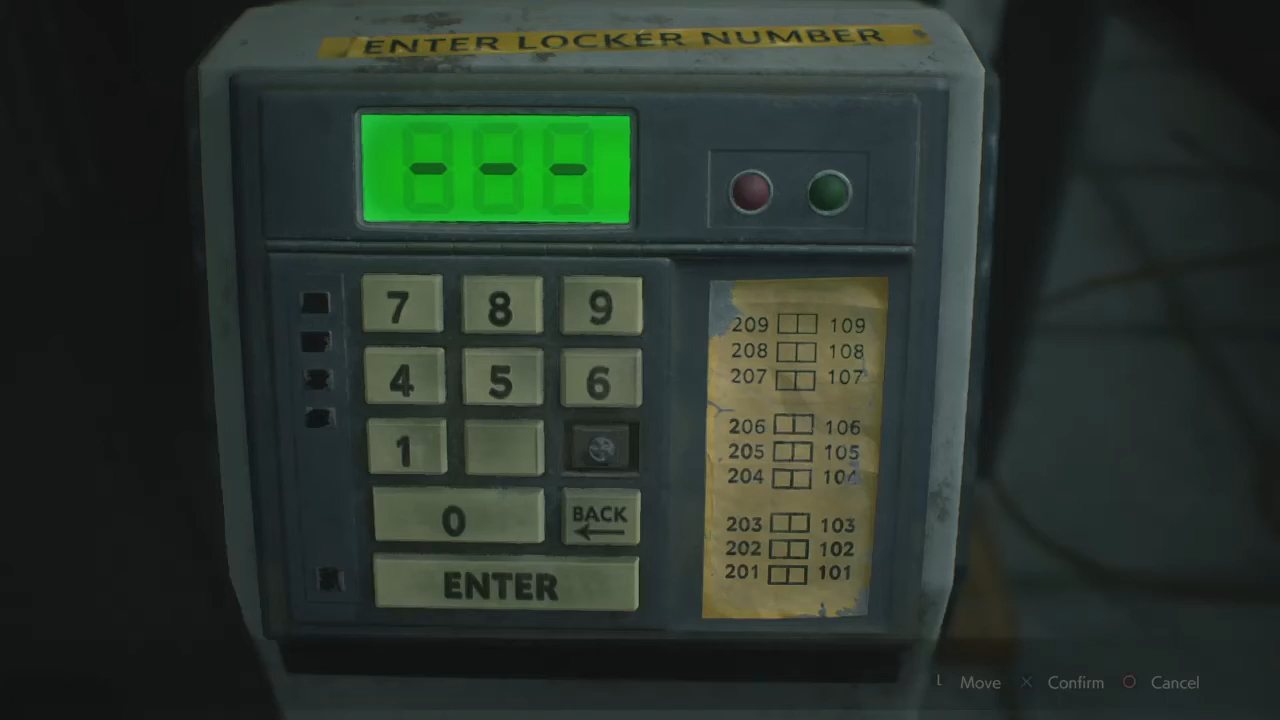 ENTER LOCKER NUMBER
- - -
7 8 9
4 5 6
1
0 BACK
ENTER
209 109
208 108
207 107
206 106
205 105
204 104
203 103
202 102
201 101
L Move X Confirm O Cancel